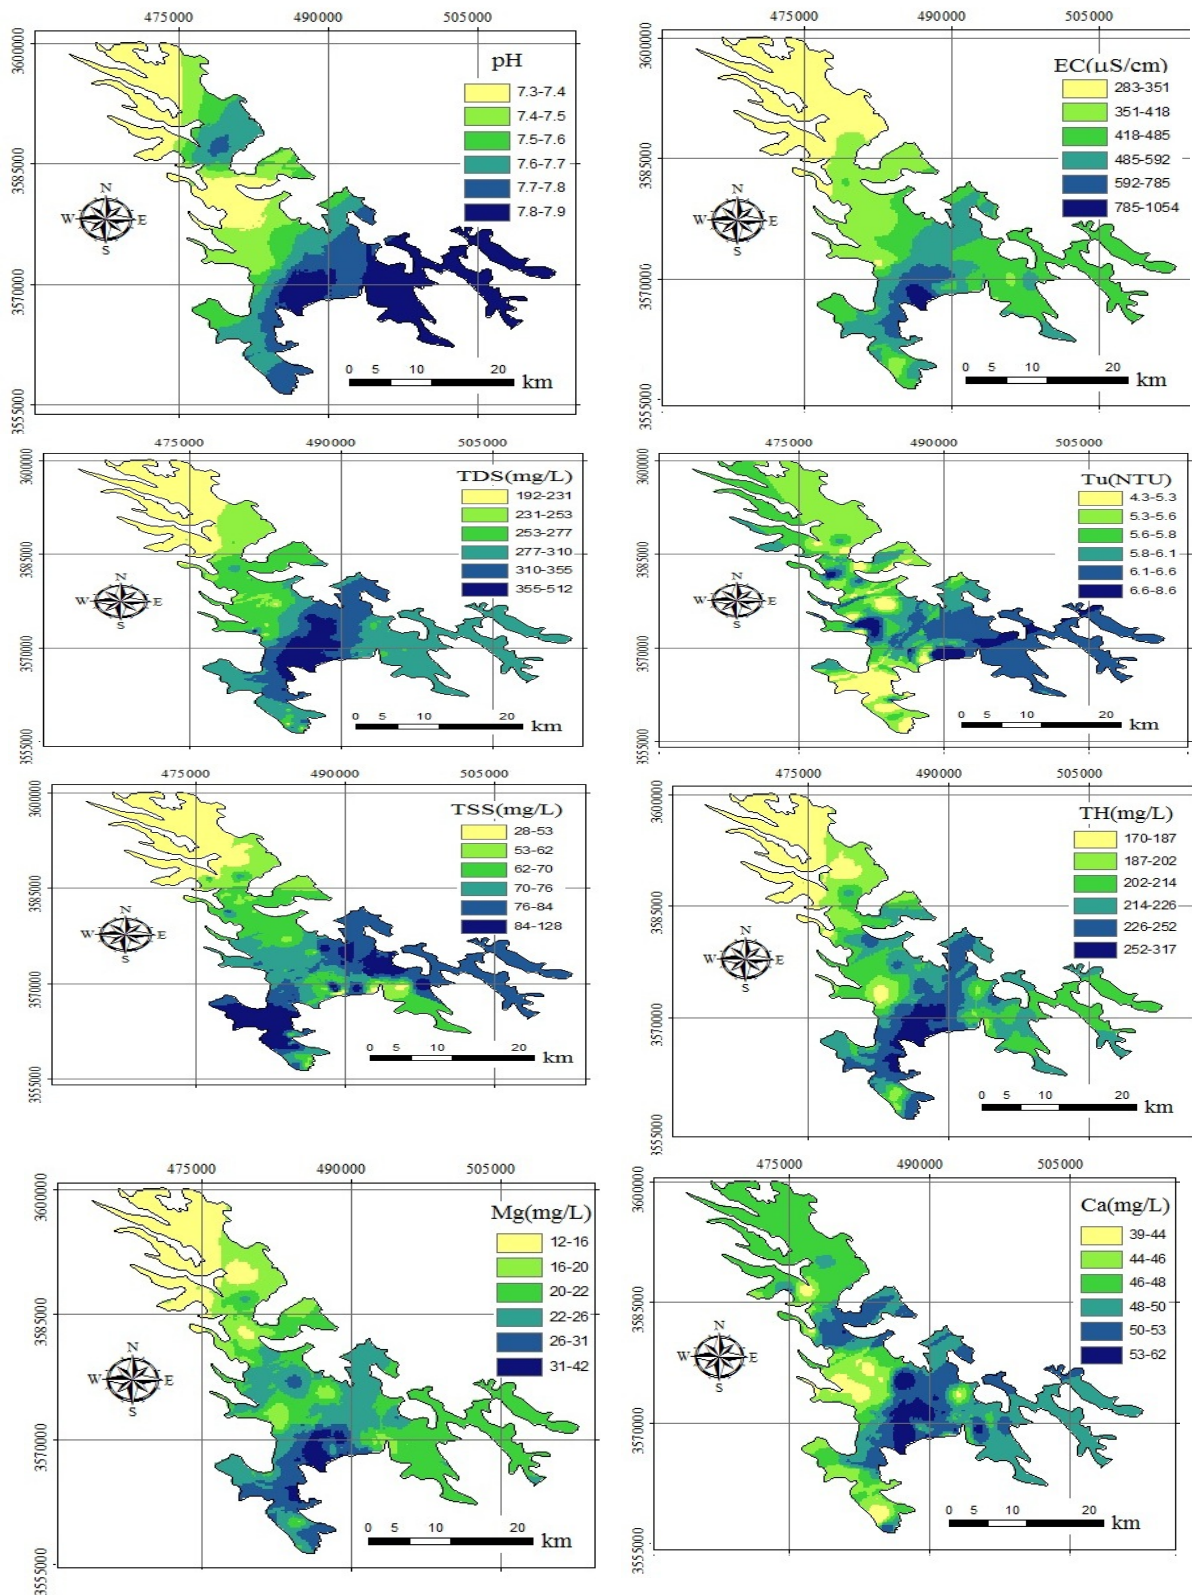 475000 490000 505000
3600000
3585000
3570000
3555000
pH
7.3-7.4
7.4-7.5
7.5-7.6
7.6-7.7
7.7-7.8
7.8-7.9
N
W E
S
0 5 10 20
km
475000 490000 505000
3600000
3585000
3570000
3555000
EC(µS/cm)
283-351
351-418
418-485
485-592
592-785
785-1054
N
W E
S
0 5 10 20
km
475000 490000 505000
3600000
3585000
3570000
3555000
TDS(mg/L)
192-231
231-253
253-277
277-310
310-355
355-512
N
W E
S
0 5 10 20
km
475000 490000 505000
3600000
3585000
3570000
3555000
Tu(NTU)
4.3-5.3
5.3-5.6
5.6-5.8
5.8-6.1
6.1-6.6
6.6-8.6
N
W E
S
0 5 10 20
km
475000 490000 505000
3600000
3585000
3570000
3555000
TSS(mg/L)
28-53
53-62
62-70
70-76
76-84
84-128
N
W E
S
0 5 10 20
km
475000 490000 505000
3600000
3585000
3570000
3555000
TH(mg/L)
170-187
187-202
202-214
214-226
226-252
252-317
N
W E
S
0 5 10 20
km
475000 490000 505000
3600000
3585000
3570000
3555000
Mg(mg/L)
12-16
16-20
20-22
22-26
26-31
31-42
N
W E
S
0 5 10 20
km
475000 490000 505000
3600000
3585000
3570000
3555000
Ca(mg/L)
39-44
44-46
46-48
48-50
50-53
53-62
N
W E
S
0 5 10 20
km